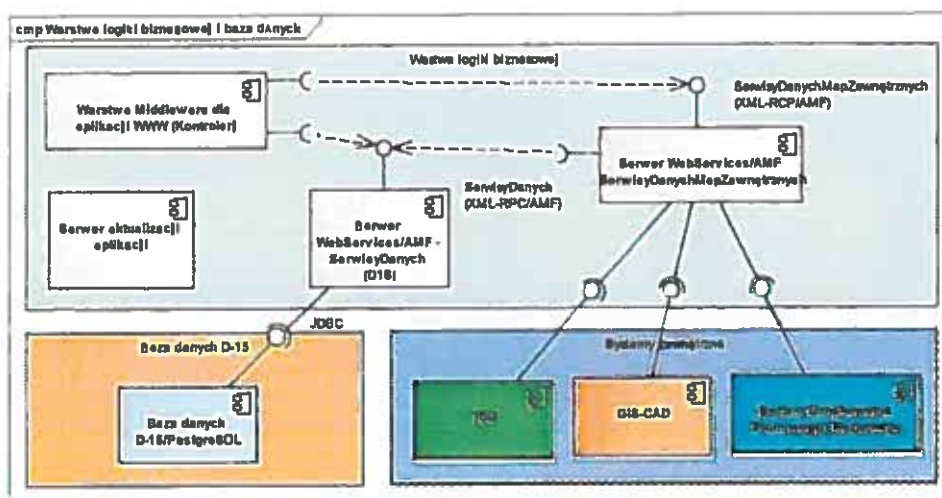 cmp Warstwa logiki biznesowej i baza dAnych
Wastwa logiki biznesowej
Warstwa Middleware dla
aplikacji WWW (Kontroler)
SerwisyDanychMapZewnętrznych
(XML-RCP/AMF)
Serwer WebServices/AMF
SerwisyDanychMapZewnętrznych
SerwisyDanych
(XML-RPC/AMF)
Serwer aktualizacji
aplikacji
Serwer
WebServices/AMF -
SerwisyDanych
JDBC
Baza danych D-15
Systemy zewnętrzne
Baza danych
D-15/PostgreSQL
GIS-CAD